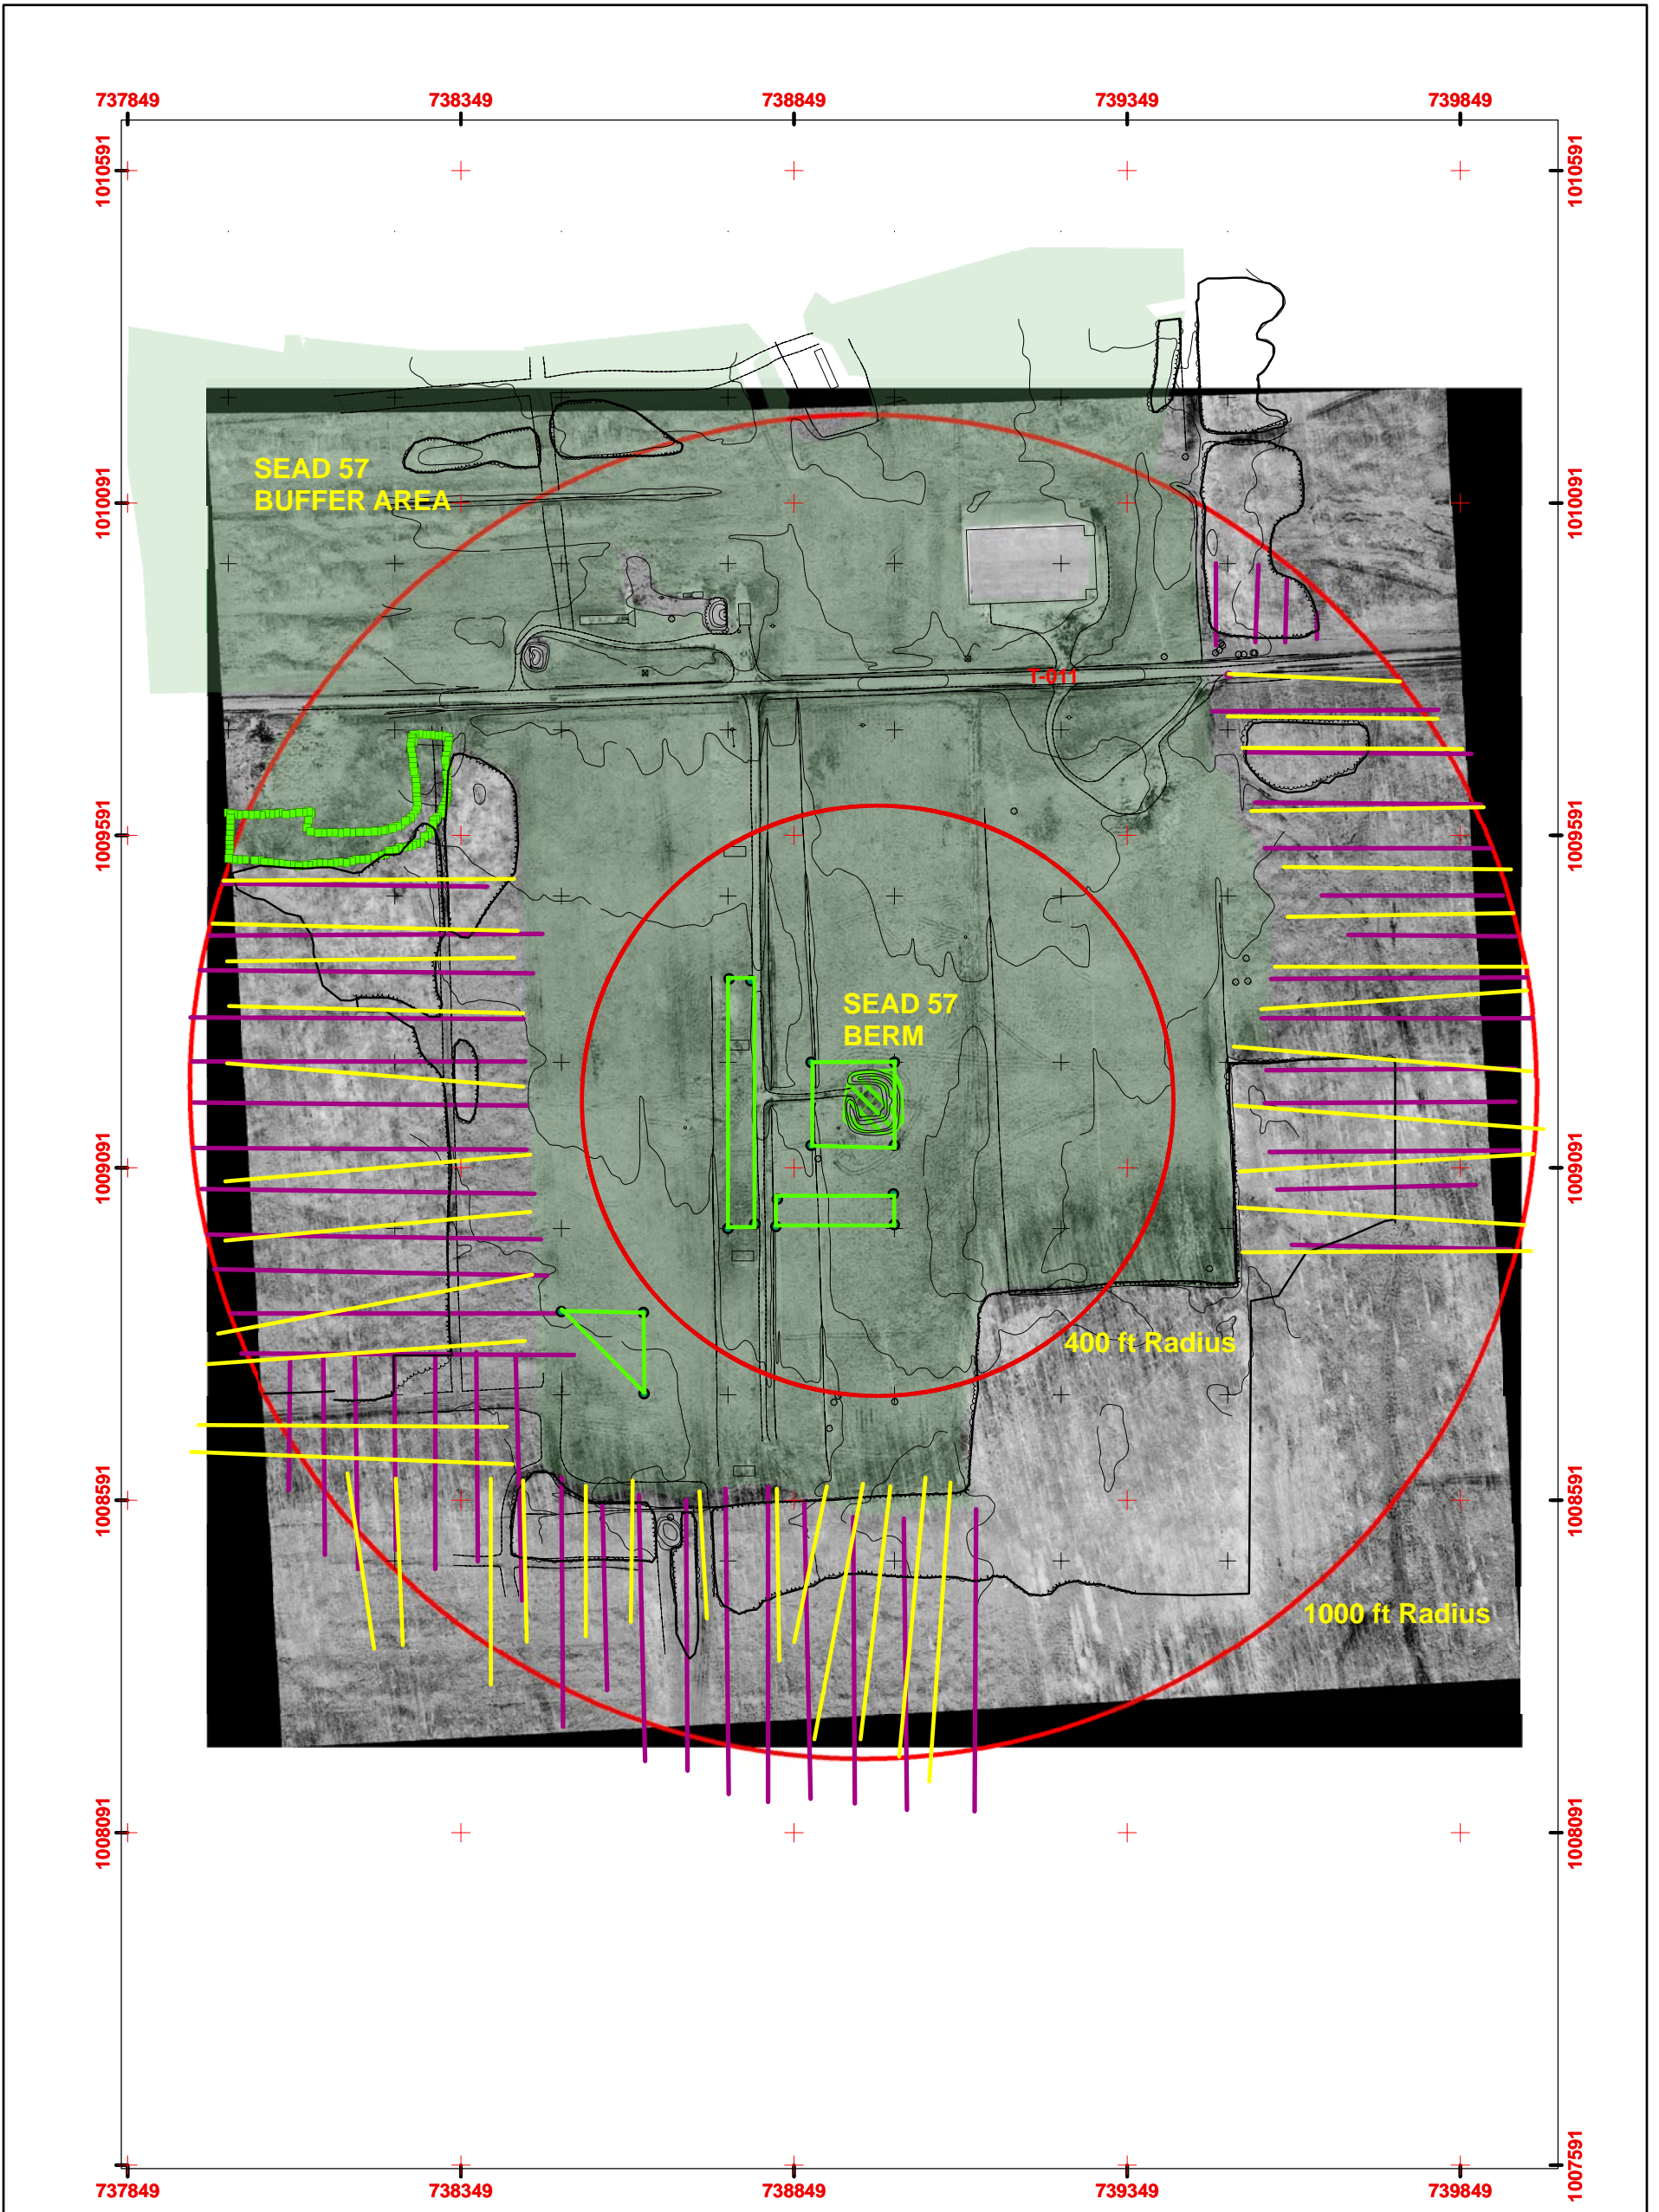 737849 738349 738849 739349 739849
1010591 1010591
SEAD 57
BUFFER AREA
1010091 1010091
T-011
1009591 1009591
SEAD 57
BERM
1009091 1009091
400 ft Radius
1008591 1008591
1000 ft Radius
1008091 1008091
1007591
737849 738349 738849 739349 739849